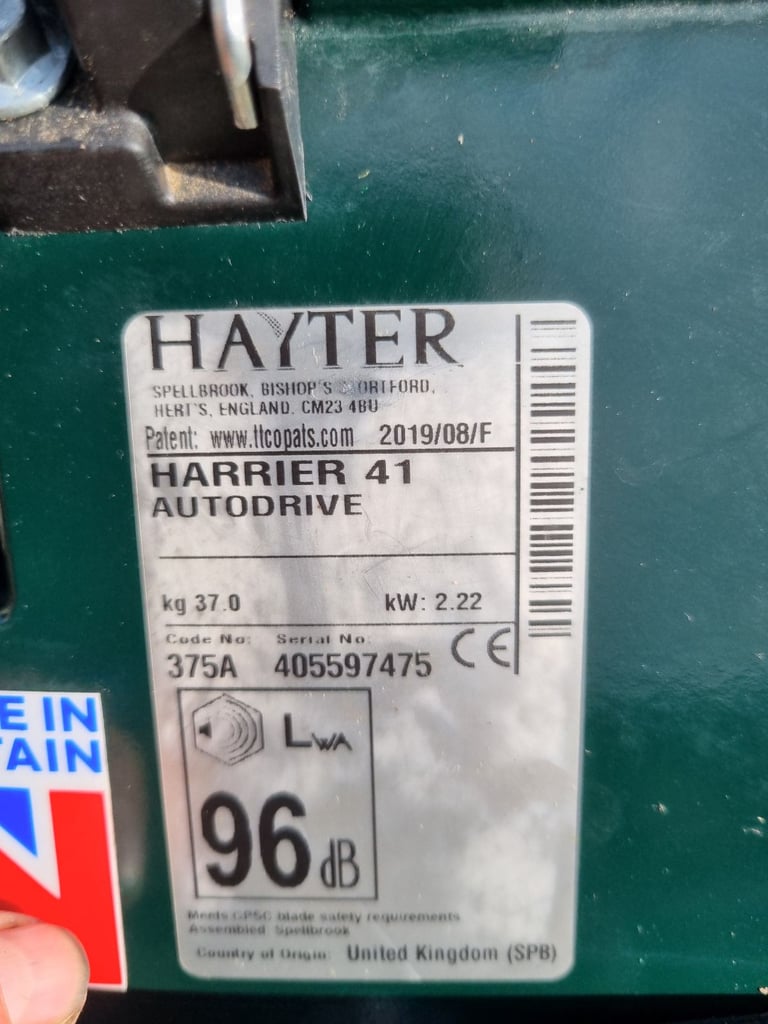 HAYTER
SPELLBROOK, BISHOP'S ORTFORD,
HERT'S, ENGLAND. CM23 4BU
Patent: www.ttcopats.com 2019/08/F
HARRIER 41
AUTODRIVE
kg 37.0 kW: 2.22
Code No: Serial No:
375A 405597475 CE
LWA
96 dB
Meets CPSC blade safety requirements
Assembled Spellbrook
Country of Origin: United Kingdom (SPB)
E IN
TAIN